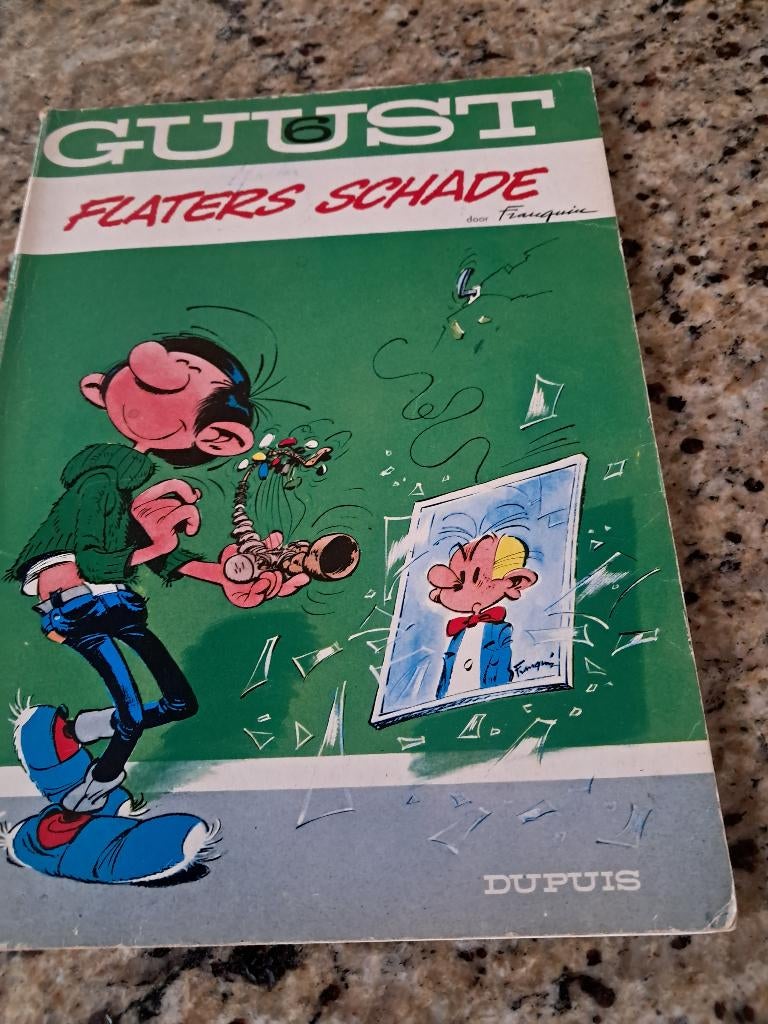 GUUST
6
FLATERS SCHADE
door Franquin
Franquin
DUPUIS